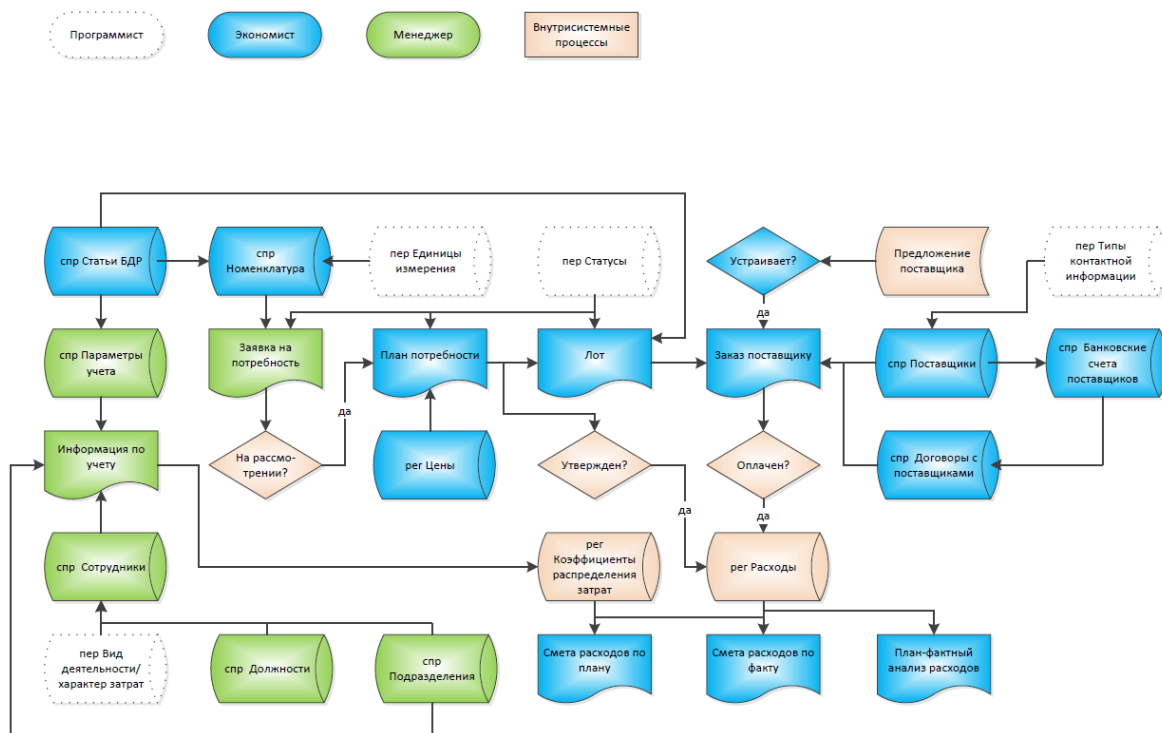 Программист
Экономист
Менеджер
Внутрисистемные
процессы
спр Статьи БДР
спр
Номенклатура
пер Единицы
измерения
пер Статусы
Устраивает?
Предложение
поставщика
пер Типы
контактной
информации
да
спр Параметры
учета
Заявка на
потребность
План потребности
Лот
Заказ поставщику
спр Поставщики
спр Банковские
счета
поставщиков
да
Информация по
учету
На рассмо-
трении?
рег Цены
Утвержден?
Оплачен?
спр Договоры с
поставщиками
да
да
спр Сотрудники
рег
Коэффициенты
распределения
затрат
рег Расходы
пер Вид
деятельности/
характер затрат
спр Должности
спр
Подразделения
Смета расходов по
плану
Смета расходов по
факту
План-фактный
анализ расходов